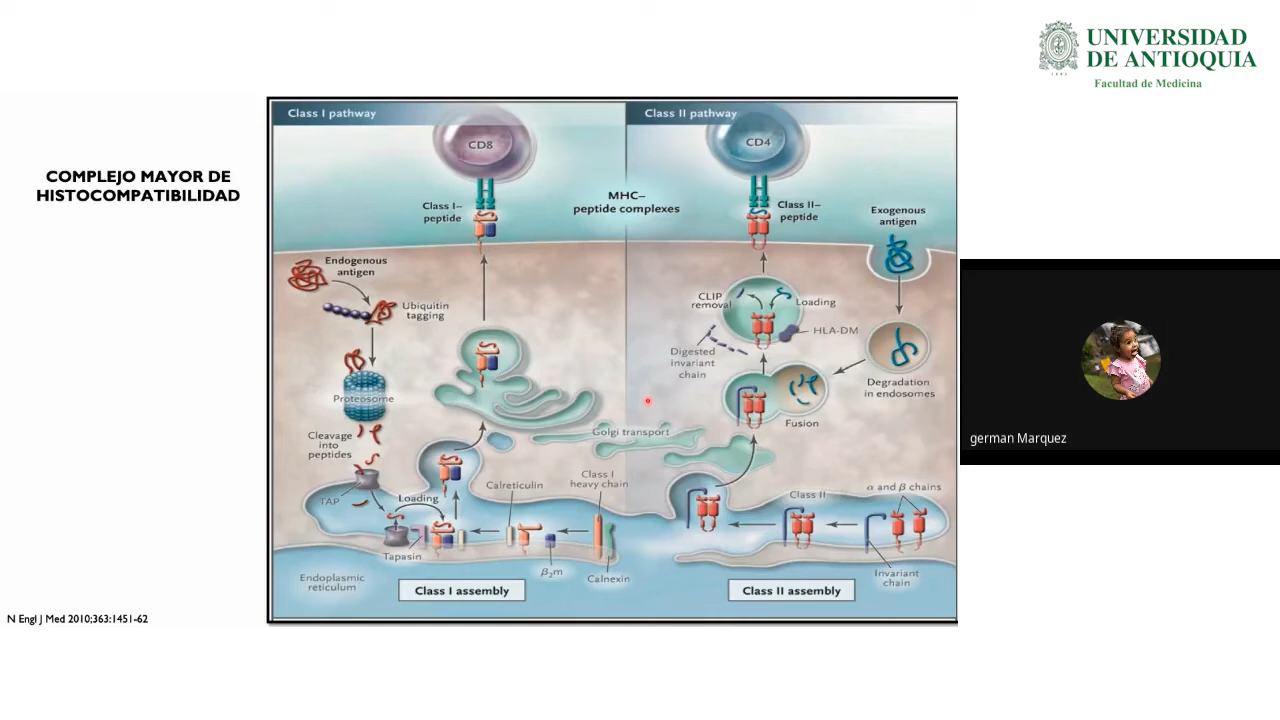 UNIVERSIDAD
DE ANTIOQUIA
1803
Facultad de Medicina
COMPLEJO MAYOR DE
HISTOCOMPATIBILIDAD
Class I pathway
CD8
Class I–
peptide
MHC–
peptide complexes
Endogenous
antigen
Ubiquitin
tagging
Proteosome
Cleavage
into
peptides
TAP
Loading
Tapasin
Calreticulin
Class I
heavy chain
β2m
Calnexin
Endoplasmic
reticulum
Class I assembly
Golgi transport
Class II pathway
CD4
Class II–
peptide
Exogenous
antigen
CLIP
removal
Loading
HLA-DM
Digested
invariant
chain
Degradation
in endosomes
Fusion
Class II
α and β chains
Invariant
chain
Class II assembly
german Marquez
N Engl J Med 2010;363:1451-62